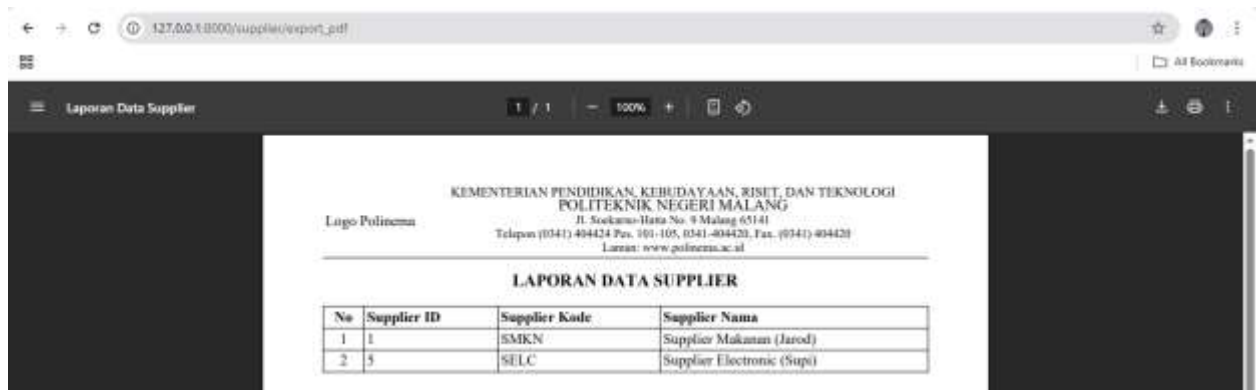 127.0.0.1:8000/supplier/export_pdf
All Bookmarks
Laporan Data Supplier
1 / 1
100%
KEMENTERIAN PENDIDIKAN, KEBUDAYAAN, RISET, DAN TEKNOLOGI
POLITEKNIK NEGERI MALANG
Logo Polinema
Jl. Soekarno-Hatta No. 9 Malang 65141
Telepon (0341) 404424 Pes. 101-105, 0341-404420, Fax. (0341) 404420
Laman: www.polinema.ac.id
LAPORAN DATA SUPPLIER
No Supplier ID Supplier Kode Supplier Nama
1 1 SMKN Supplier Makanan (Jarod)
2 5 SELC Supplier Electronic (Supi)